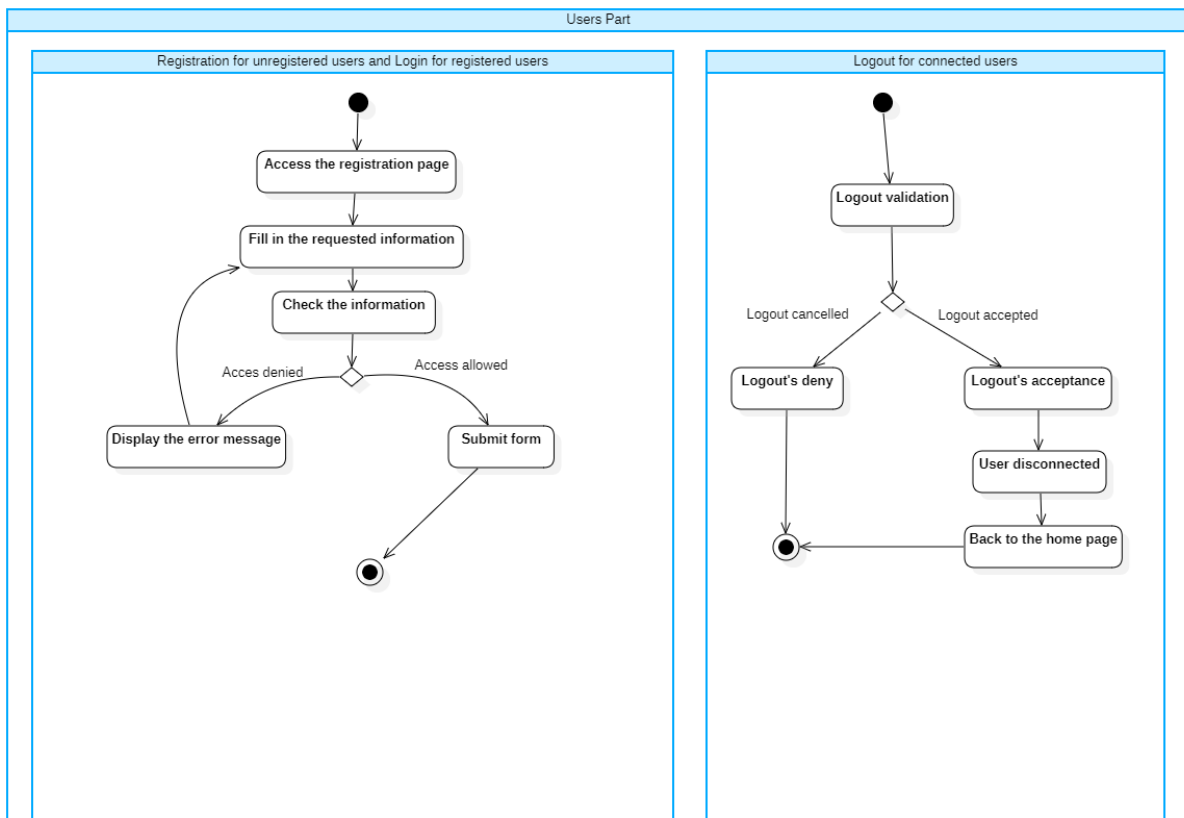 Users Part
Registration for unregistered users and Login for registered users
Access the registration page
Fill in the requested information
Check the information
Acces denied
Access allowed
Display the error message
Submit form
Logout for connected users
Logout validation
Logout cancelled
Logout accepted
Logout's deny
Logout's acceptance
User disconnected
Back to the home page